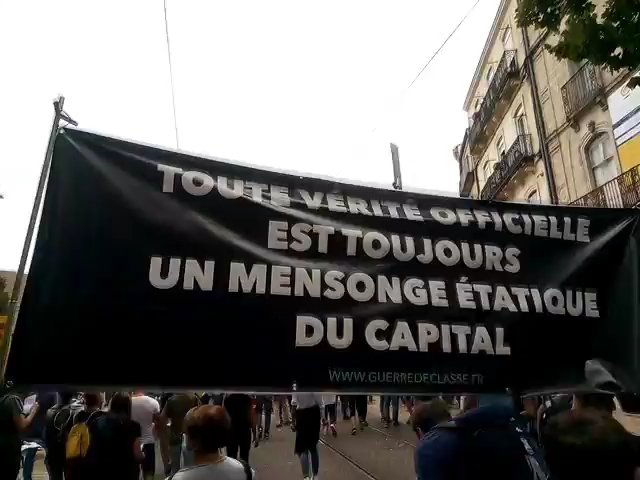 TOUTE VÉRITÉ OFFICIELLE
EST TOUJOURS
UN MENSONGE ÉTATIQUE
DU CAPITAL
WWW.GUERREDECLASSE.FR